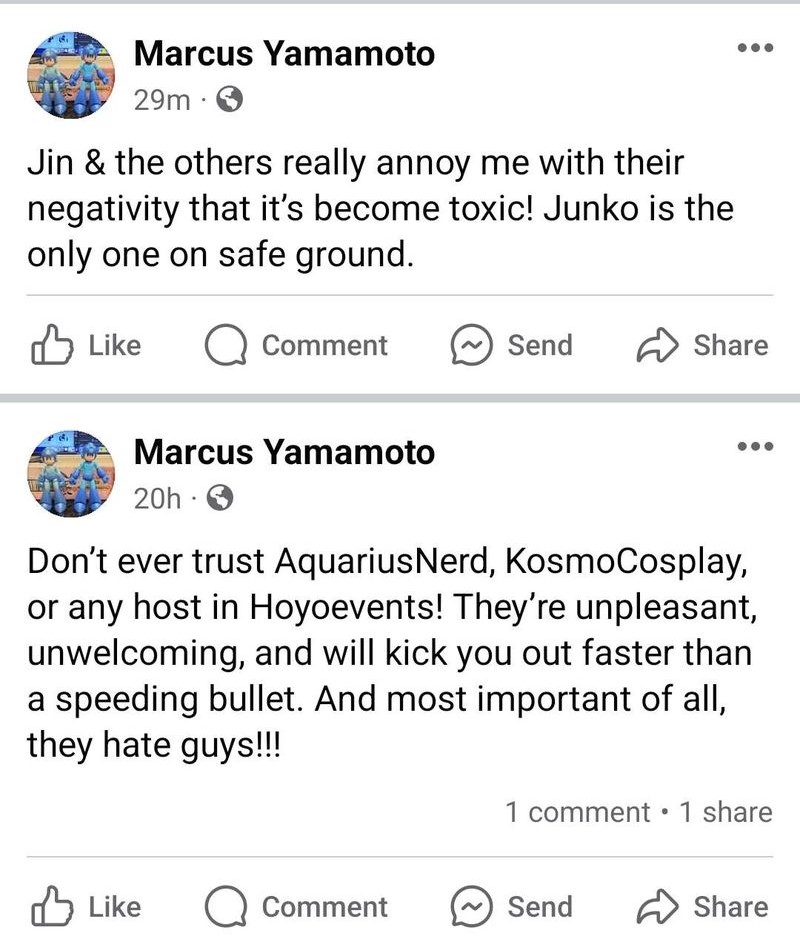 Marcus Yamamoto
29m ·
Jin & the others really annoy me with their
negativity that it’s become toxic! Junko is the
only one on safe ground.
Like Comment Send Share
Marcus Yamamoto
20h ·
Don’t ever trust AquariusNerd, KosmoCosplay,
or any host in Hoyoevents! They’re unpleasant,
unwelcoming, and will kick you out faster than
a speeding bullet. And most important of all,
they hate guys!!!
1 comment • 1 share
Like Comment Send Share